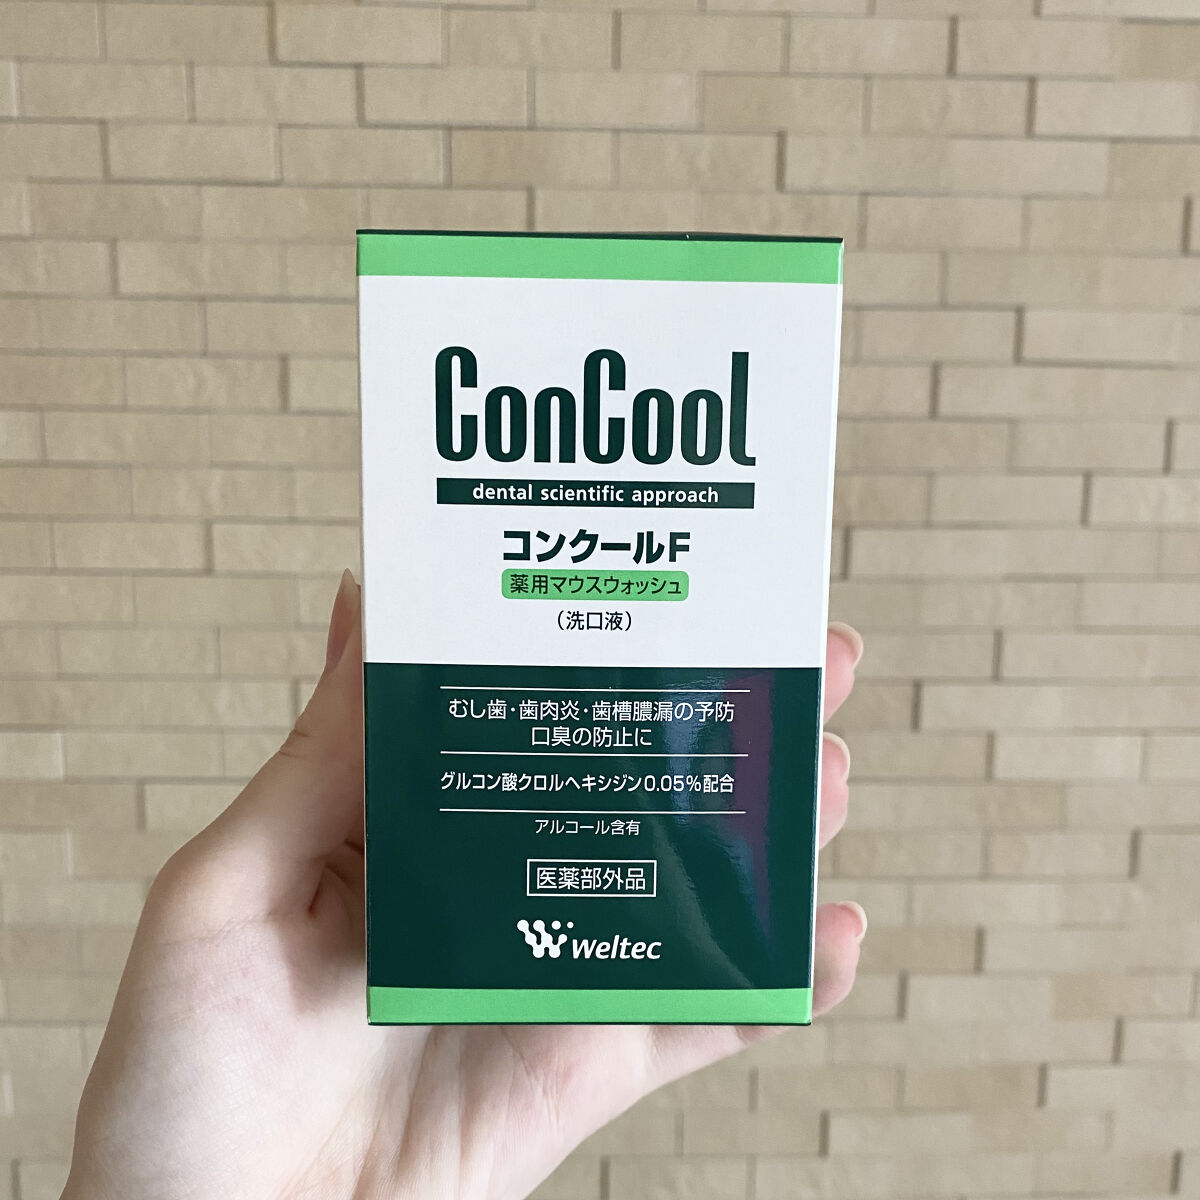 ConCool
dental scientific approach
コンクールF
薬用マウスウォッシュ
（洗口液）
むし歯・歯肉炎・歯槽膿漏の予防
口臭の防止に
グルコン酸クロルヘキシジン0.05％配合
アルコール含有
医薬部外品
weltec